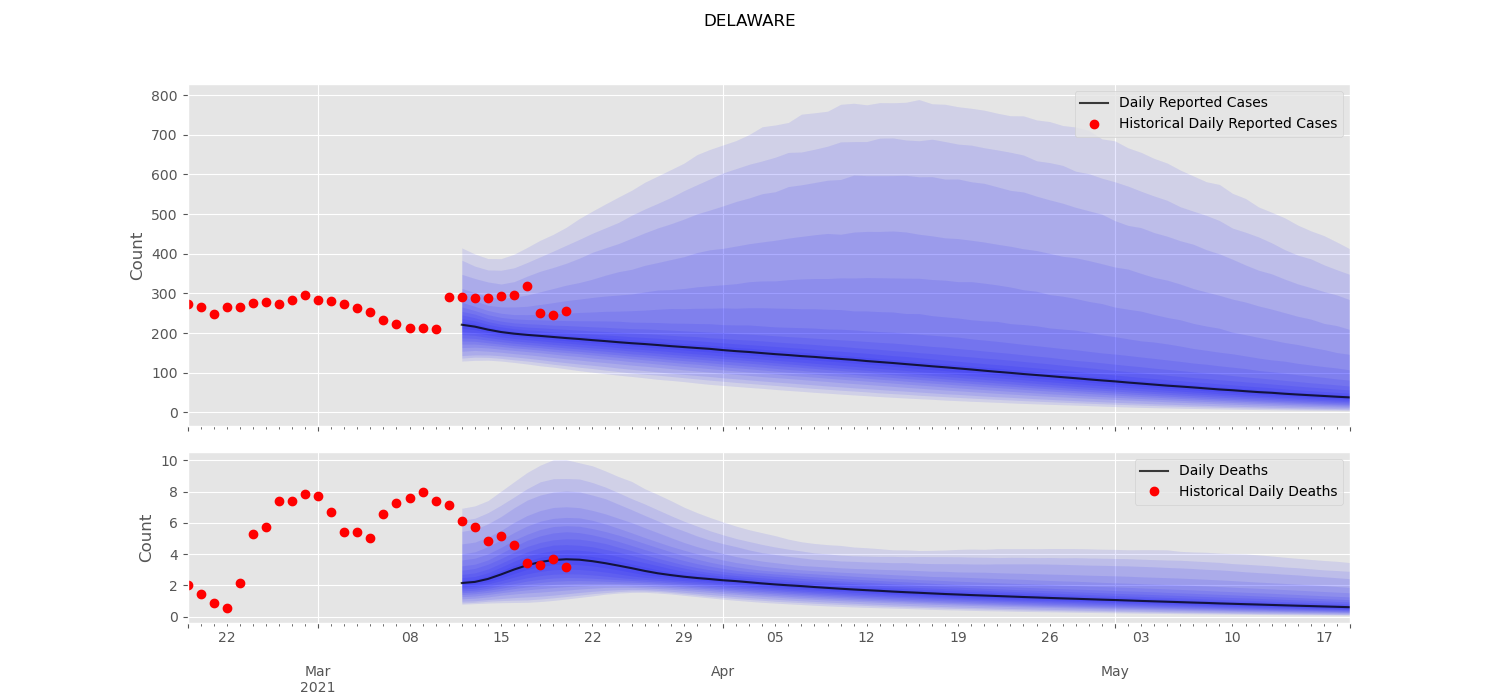 DELAWARE
800
700
600
500
400
300
200
100
0
Count
Daily Reported Cases
Historical Daily Reported Cases
10
8
6
4
2
0
Count
Daily Deaths
Historical Daily Deaths
22 08 15 22 29 05 12 19 26 03 10 17
Mar Apr May
2021